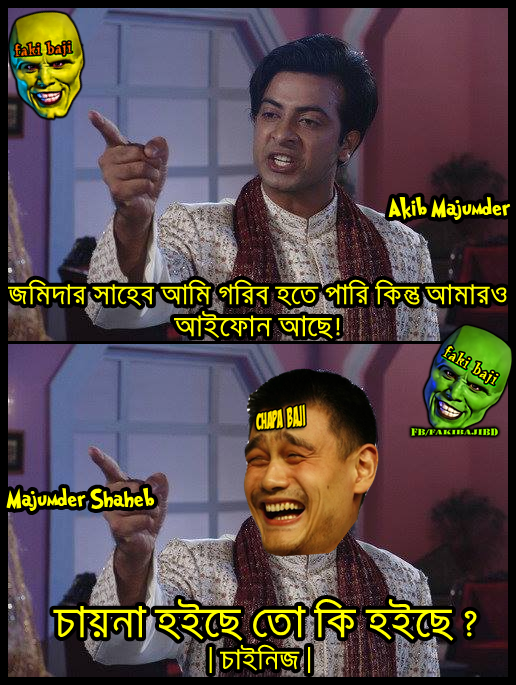 faki baji
Akib Majumder
জমিদার সাহেব আমি গরিব হতে পারি কিন্তু আমারও
আইফোন আছে!
faki baji
FB/FAKIBAJIBD
CHAPA BAJI
Majumder Shaheb
চায়না হইছে তো কি হইছে ?
| চাইনিজ |